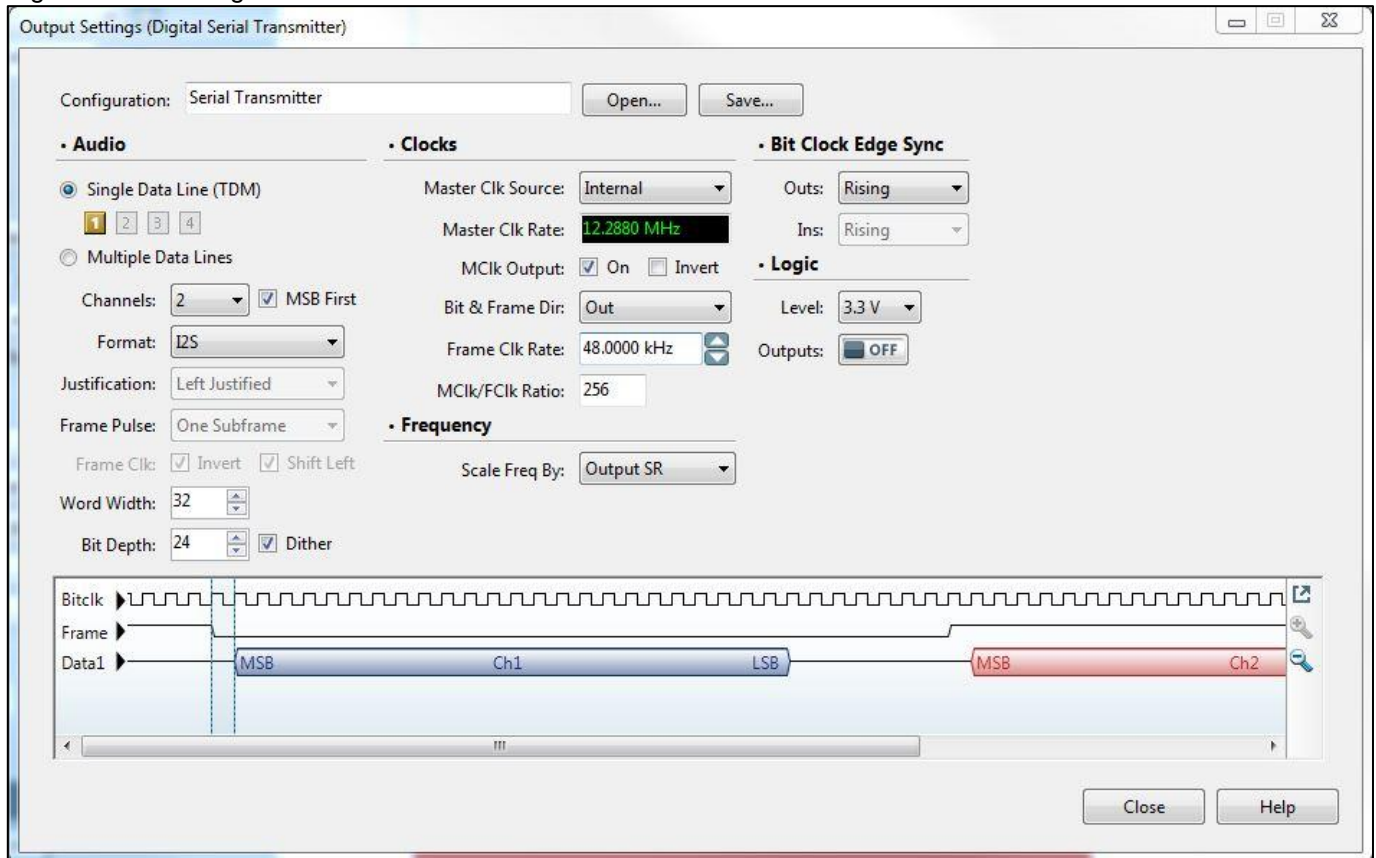 Output Settings (Digital Serial Transmitter)
Configuration: Serial Transmitter Open... Save...
• Audio
Single Data Line (TDM)
1 2 3 4
Multiple Data Lines
Channels: 2 MSB First
Format: I2S
Justification: Left Justified
Frame Pulse: One Subframe
Frame Clk: Invert Shift Left
Word Width: 32
Bit Depth: 24 Dither
• Clocks
Master Clk Source: Internal
Master Clk Rate: 12.2880 MHz
MClk Output: On Invert
Bit & Frame Dir: Out
Frame Clk Rate: 48.0000 kHz
MClk/FClk Ratio: 256
• Frequency
Scale Freq By: Output SR
• Bit Clock Edge Sync
Outs: Rising
Ins: Rising
• Logic
Level: 3.3 V
Outputs: OFF
Bitclk
Frame
Data1 MSB Ch1 LSB MSB Ch2
Close Help